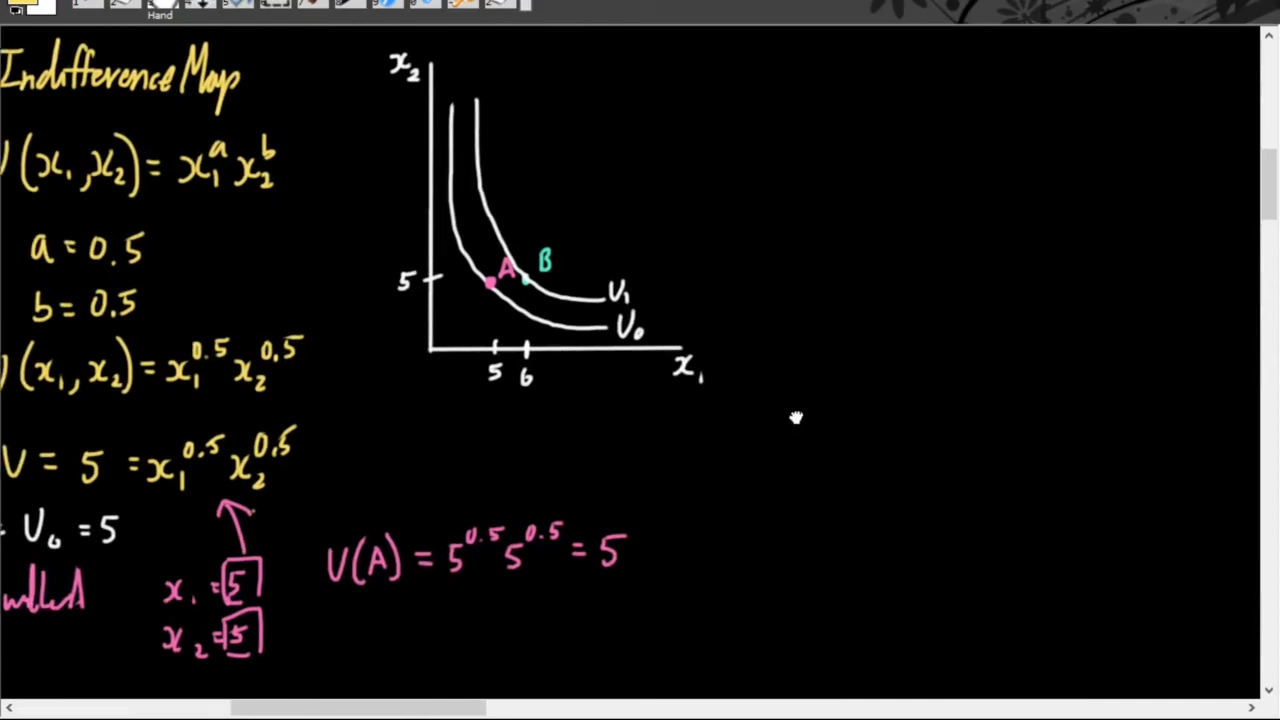 Hand
Indifference Map
U(x₁, x₂) = x₁ᵃ x₂ᵇ
a = 0.5
b = 0.5
U(x₁, x₂) = x₁^0.5 x₂^0.5
U = 5 = x₁^0.5 x₂^0.5
= U₀ = 5
x₁ = 5
x₂ = 5
x₂
5
A
B
U₁
U₀
5
6
x₁
U(A) = 5^0.5 5^0.5 = 5